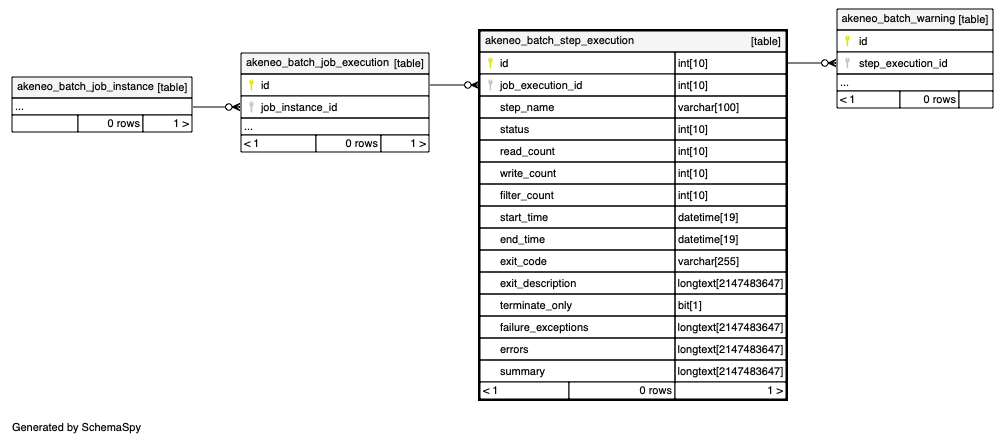 akeneo_batch_job_instance [table]
...
0 rows 1 >
akeneo_batch_job_execution [table]
id
job_instance_id
...
< 1 0 rows 1 >
akeneo_batch_step_execution [table]
id int[10]
job_execution_id int[10]
step_name varchar[100]
status int[10]
read_count int[10]
write_count int[10]
filter_count int[10]
start_time datetime[19]
end_time datetime[19]
exit_code varchar[255]
exit_description longtext[2147483647]
terminate_only bit[1]
failure_exceptions longtext[2147483647]
errors longtext[2147483647]
summary longtext[2147483647]
< 1 0 rows 1 >
akeneo_batch_warning [table]
id
step_execution_id
...
< 1 0 rows
Generated by SchemaSpy